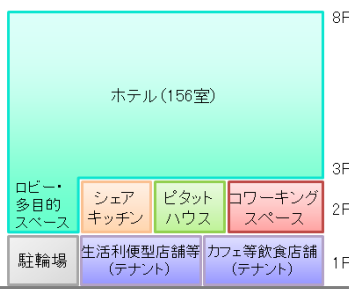 8F
ホテル(156室)
3F
ロビー・
多目的
スペース
シェア
キッチン
ピタット
ハウス
コワーキング
スペース
2F
駐輪場
生活利便型店舗等
(テナント)
カフェ等飲食店舗
(テナント)
1F